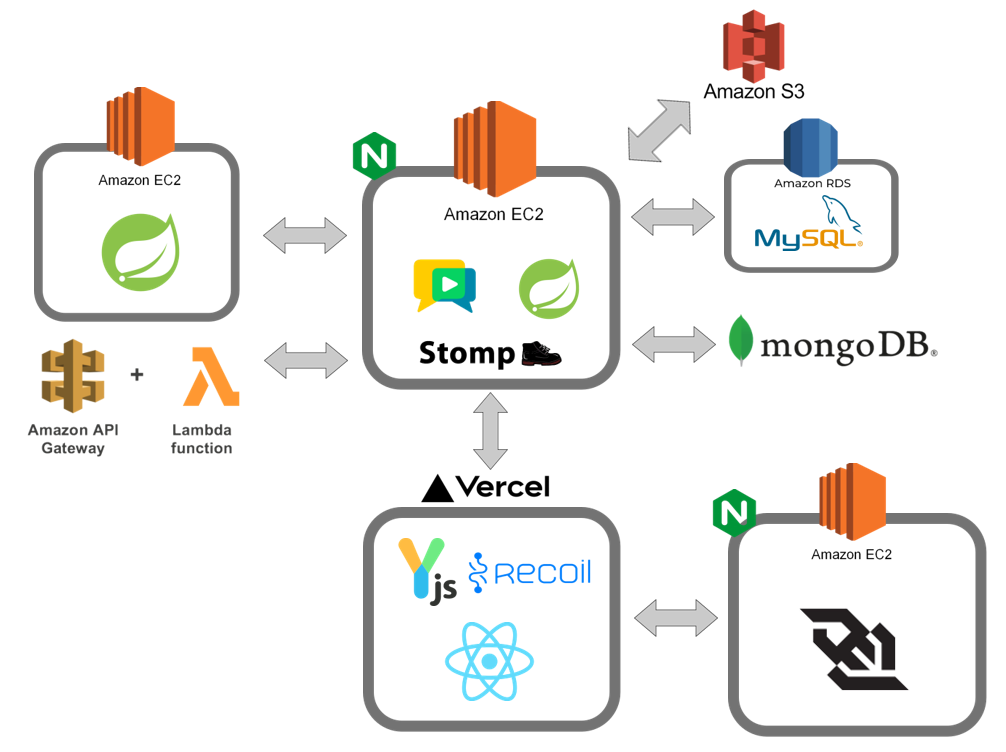 Amazon S3
Amazon EC2
N
Amazon EC2
Amazon RDS
MySQL®
Stomp
mongoDB®
+
Amazon API
Gateway
Lambda
function
Vercel
Yjs
RECOIL
N
Amazon EC2